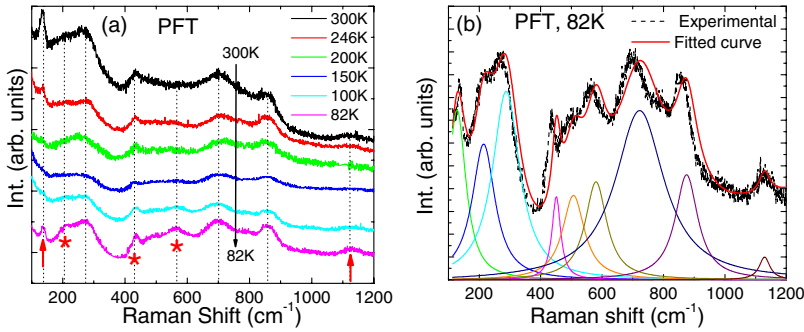 (a) PFT
300K
246K
200K
150K
100K
82K
300K
82K
*
*
*
Int. (arb. units)
200 400 600 800 1000 1200
Raman Shift (cm⁻¹)
(b) PFT, 82K
Experimental
Fitted curve
Int. (arb. units)
200 400 600 800 1000 1200
Raman shift (cm⁻¹)